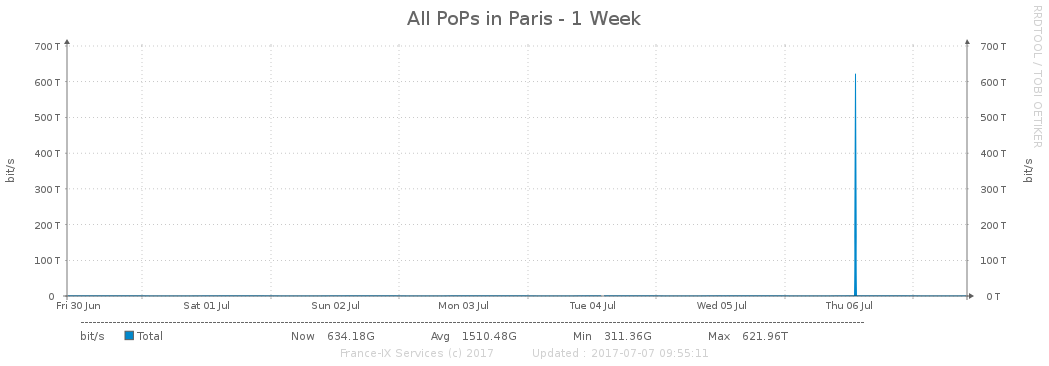 All PoPs in Paris - 1 Week
RRDTOOL / TOBI OETIKER
bit/s
700 T
600 T
500 T
400 T
300 T
200 T
100 T
0
700 T
600 T
500 T
400 T
300 T
200 T
100 T
0 T
bit/s
Fri 30 Jun Sat 01 Jul Sun 02 Jul Mon 03 Jul Tue 04 Jul Wed 05 Jul Thu 06 Jul
bit/s Total Now 634.18G Avg 1510.48G Min 311.36G Max 621.96T
France-IX Services (c) 2017 Updated : 2017-07-07 09:55:11